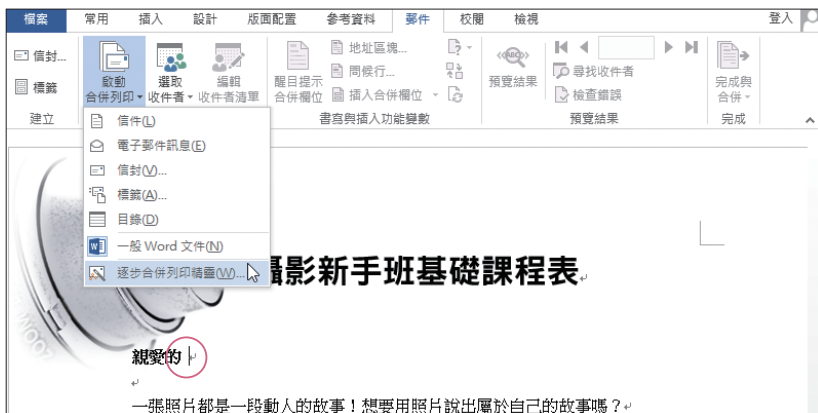 檔案 常用 插入 設計 版面配置 參考資料 郵件 校閱 檢視 登入
信封...
標籤
建立
啟動合併列印
選取收件者
編輯收件者清單
醒目提示合併欄位
地址區塊...
問候行...
插入合併欄位
書寫與插入功能變數
«ABC»
預覽結果
尋找收件者
檢查錯誤
預覽結果
完成與合併
完成
信件(L)
電子郵件訊息(E)
信封(V)...
標籤(A)...
目錄(D)
一般 Word 文件(N)
逐步合併列印精靈(W)...
攝影新手班基礎課程表
親愛的
一張照片都是一段動人的故事！想要用照片說出屬於自己的故事嗎？